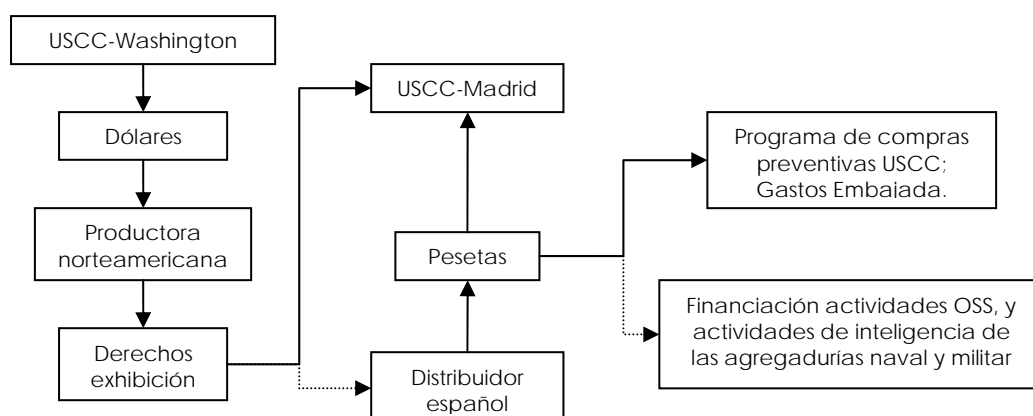 USCC-Washington
Dólares
Productora
norteamericana
Derechos
exhibición
USCC-Madrid
Pesetas
Distribuidor
español
Programa de compras
preventivas USCC;
Gastos Embajada.
Financiación actividades OSS, y
actividades de inteligencia de
las agregadurías naval y militar